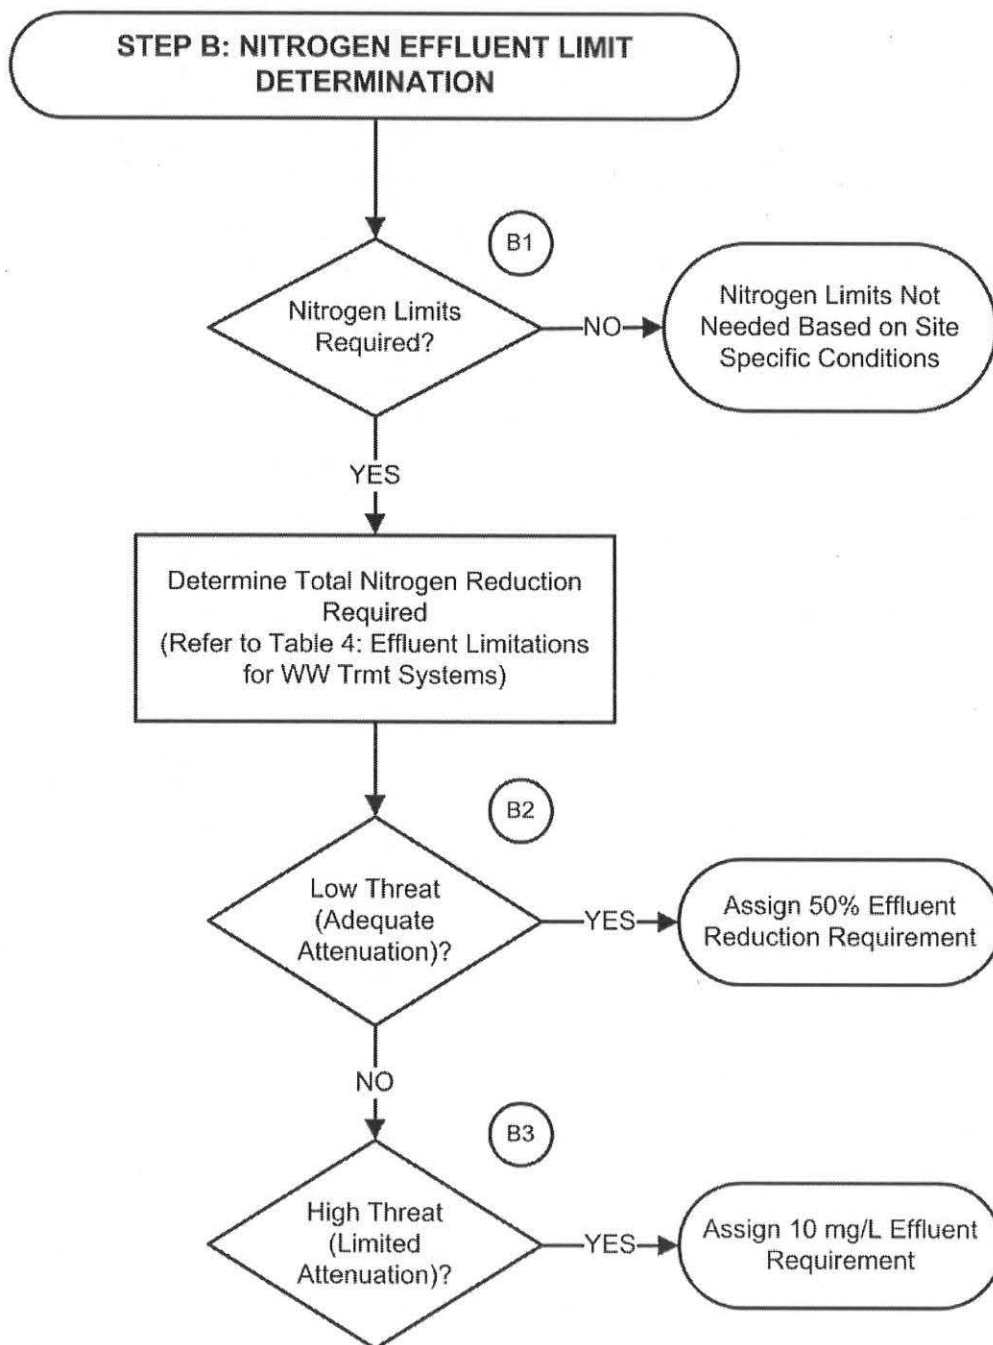 STEP B: NITROGEN EFFLUENT LIMIT
DETERMINATION
B1
Nitrogen Limits
Required?
NO
Nitrogen Limits Not
Needed Based on Site
Specific Conditions
YES
Determine Total Nitrogen Reduction
Required
(Refer to Table 4: Effluent Limitations
for WW Trmt Systems)
B2
Low Threat
(Adequate
Attenuation)?
YES
Assign 50% Effluent
Reduction Requirement
NO
B3
High Threat
(Limited
Attenuation)?
YES
Assign 10 mg/L Effluent
Requirement